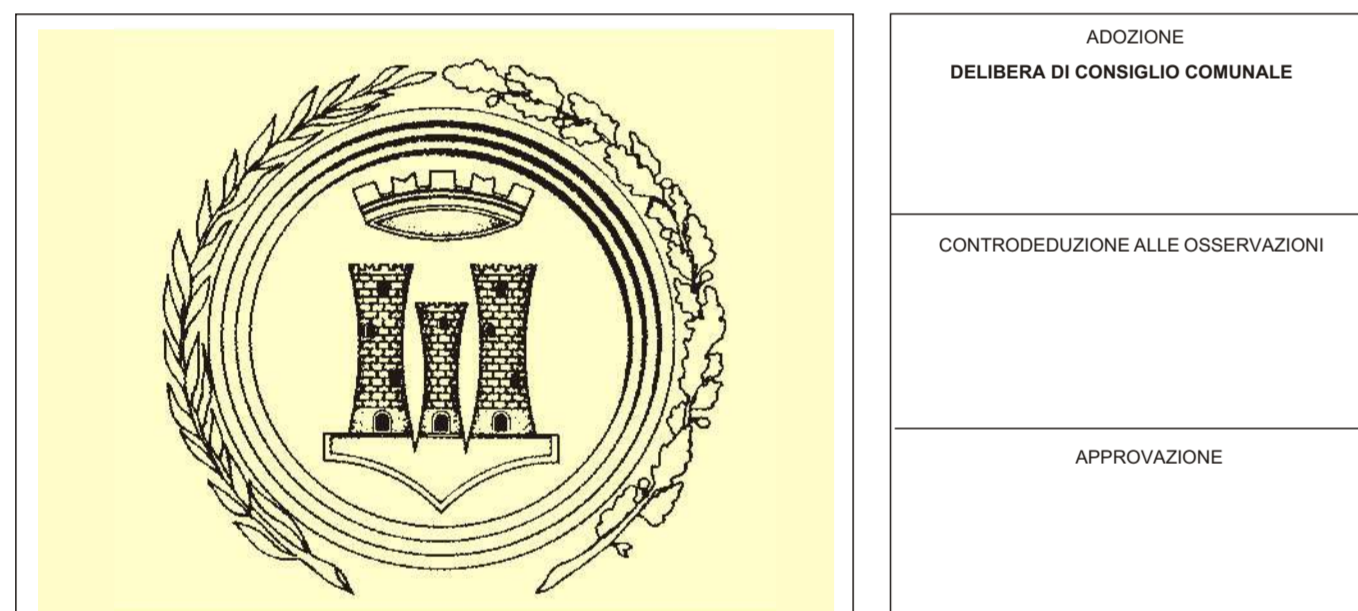 ADOZIONE
DELIBERA DI CONSIGLIO COMUNALE
CONTRODEDUZIONE ALLE OSSERVAZIONI
APPROVAZIONE